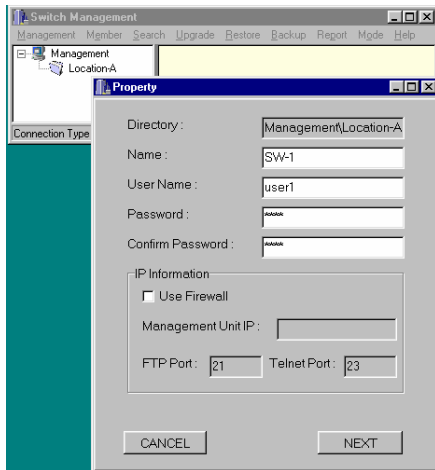 Switch Management
Management Member Search Upgrade Restore Backup Report Mode Help
Management
Location-A
Connection Type
Property
Directory : Management\Location-A
Name : SW-1
User Name : user1
Password : ****
Confirm Password : ****
IP Information
Use Firewall
Management Unit IP :
FTP Port : 21 Telnet Port : 23
CANCEL NEXT